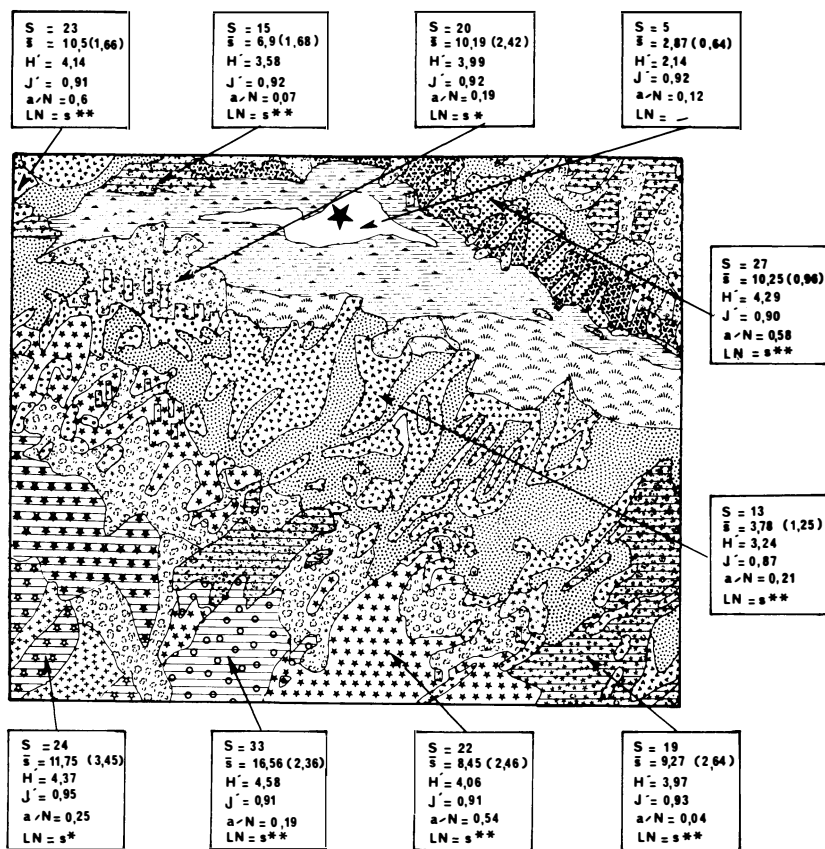 S = 23
s̄ = 10,5(1,66)
H´ = 4,14
J´ = 0,91
a/N = 0,6
LN = s**
S = 15
s̄ = 6,9(1,68)
H´ = 3,58
J´ = 0,92
a/N = 0,07
LN = s**
S = 20
s̄ = 10,19(2,42)
H´ = 3,99
J´ = 0,92
a/N = 0,19
LN = s*
S = 5
s̄ = 2,87(0,64)
H´ = 2,14
J´ = 0,92
a/N = 0,12
LN = –
S = 27
s̄ = 10,25(0,96)
H´ = 4,29
J´ = 0,90
a/N = 0,58
LN = s**
S = 13
s̄ = 3,78 (1,25)
H´ = 3,24
J´ = 0,87
a/N = 0,21
LN = s**
S = 24
s̄ = 11,75 (3,45)
H´ = 4,37
J´ = 0,95
a/N = 0,25
LN = s*
S = 33
s̄ = 16,56(2,36)
H´ = 4,58
J´ = 0,91
a/N = 0,19
LN = s**
S = 22
s̄ = 8,45(2,46)
H´ = 4,06
J´ = 0,91
a/N = 0,54
LN = s**
S = 19
s̄ = 9,27 (2,64)
H´ = 3,97
J´ = 0,93
a/N = 0,04
LN = s**